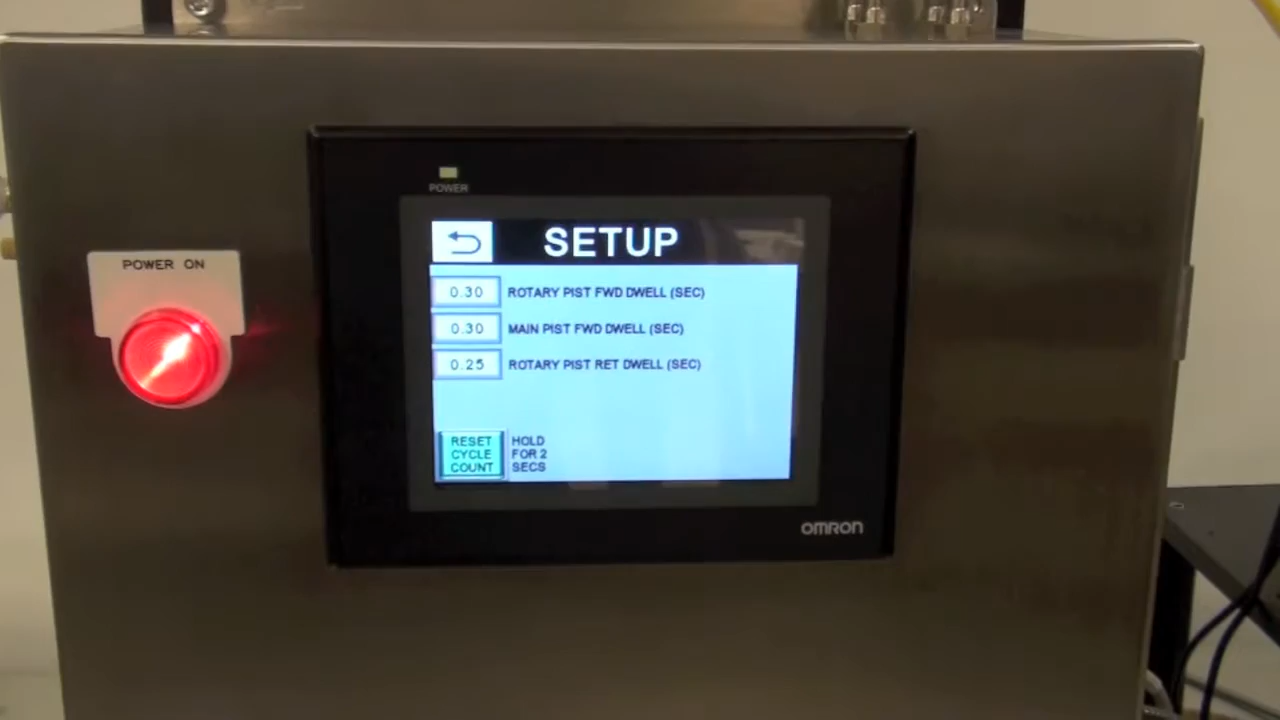 POWER
SETUP
POWER ON
0.30 ROTARY PIST FWD DWELL (SEC)
0.30 MAIN PIST FWD DWELL (SEC)
0.25 ROTARY PIST RET DWELL (SEC)
RESET
CYCLE
COUNT
HOLD
FOR 2
SECS
OMRON